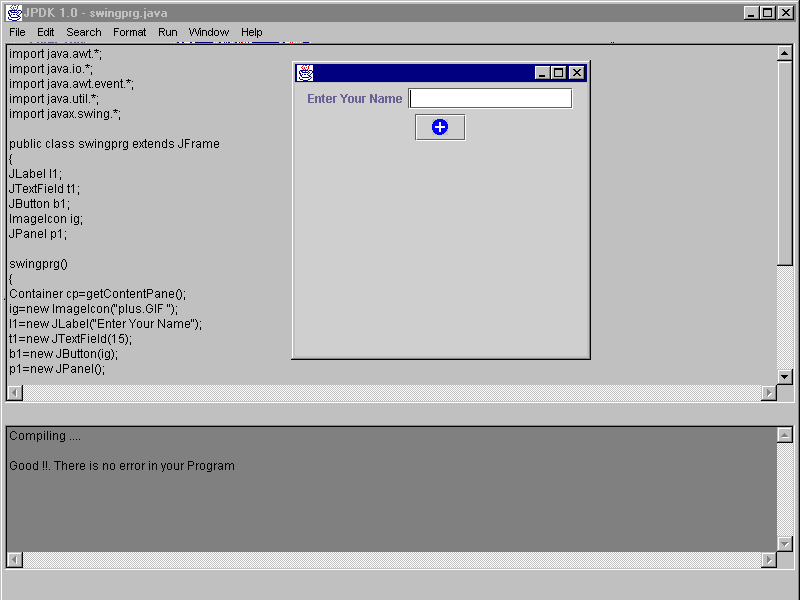 JPDK 1.0 - swingprg.java
File Edit Search Format Run Window Help
import java.awt.*;
import java.io.*;
import java.awt.event.*;
import java.util.*;
import javax.swing.*;
public class swingprg extends JFrame
{
JLabel l1;
JTextField t1;
JButton b1;
ImageIcon ig;
JPanel p1;
swingprg()
{
Container cp=getContentPane();
ig=new ImageIcon("plus.GIF ");
l1=new JLabel("Enter Your Name");
t1=new JTextField(15);
b1=new JButton(ig);
p1=new JPanel();
Enter Your Name
Compiling ....
Good !!. There is no error in your Program